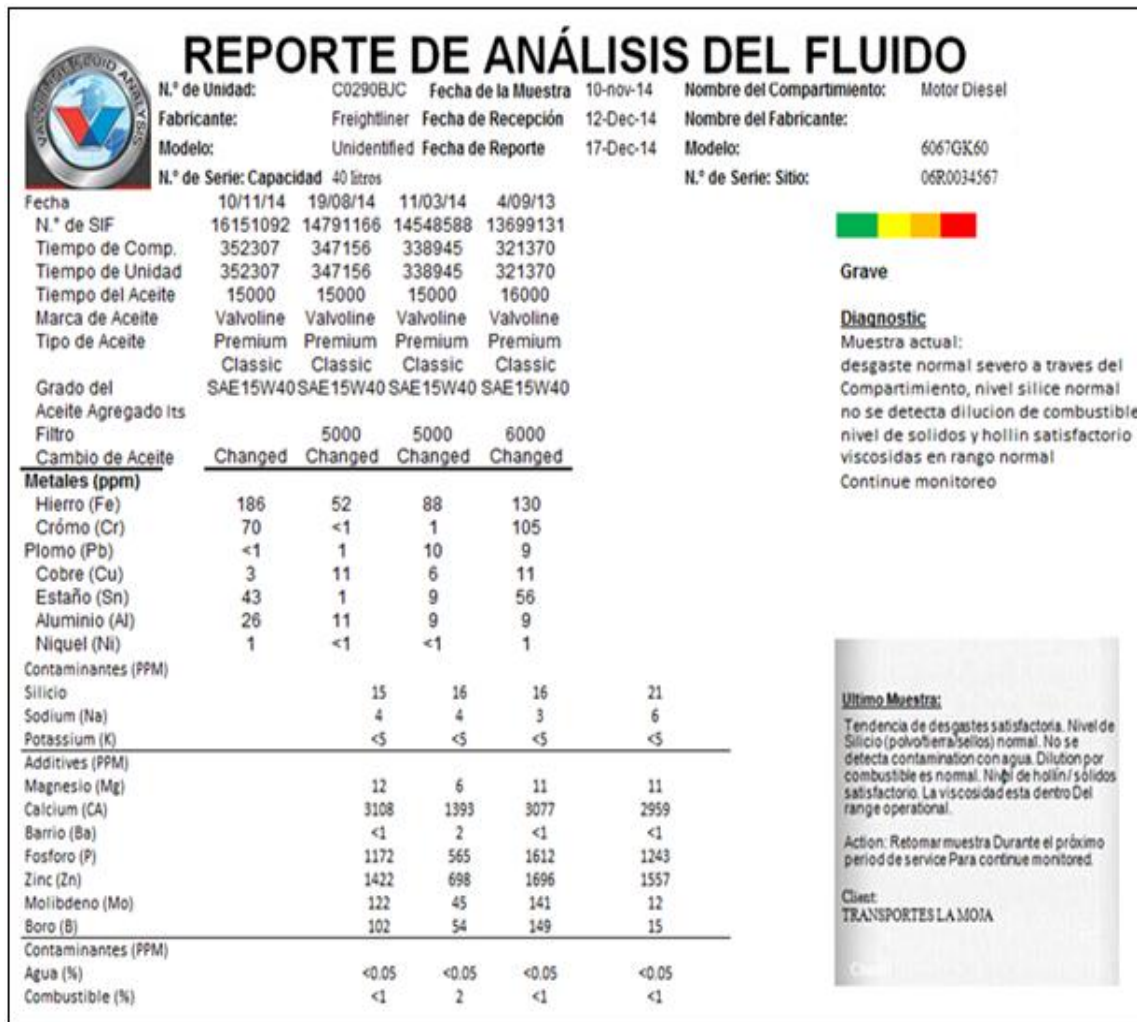 VALVOLINE FLUID ANALYSIS
REPORTE DE ANÁLISIS DEL FLUIDO
N.º de Unidad: C0290BJC Fecha de la Muestra 10-nov-14 Nombre del Compartimiento: Motor Diesel
Fabricante: Freightliner Fecha de Recepción 12-Dec-14 Nombre del Fabricante:
Modelo: Unidentified Fecha de Reporte 17-Dec-14 Modelo: 6067GK60
N.º de Serie: Capacidad 40 litros N.º de Serie: Sitio: 06R0034567
Fecha 10/11/14 19/08/14 11/03/14 4/09/13
N.° de SIF 16151092 14791166 14548588 13699131
Tiempo de Comp. 352307 347156 338945 321370
Tiempo de Unidad 352307 347156 338945 321370
Tiempo del Aceite 15000 15000 15000 16000
Marca de Aceite Valvoline Valvoline Valvoline Valvoline
Tipo de Aceite Premium Premium Premium Premium
Classic Classic Classic Classic
Grado del SAE15W40 SAE15W40 SAE15W40 SAE15W40
Aceite Agregado lts
Filtro 5000 5000 6000
Cambio de Aceite Changed Changed Changed Changed
Metales (ppm)
Hierro (Fe) 186 52 88 130
Crómo (Cr) 70 <1 1 105
Plomo (Pb) <1 1 10 9
Cobre (Cu) 3 11 6 11
Estaño (Sn) 43 1 9 56
Aluminio (Al) 26 11 9 9
Niquel (Ni) 1 <1 <1 1
Contaminantes (PPM)
Silicio 15 16 16 21
Sodium (Na) 4 4 3 6
Potassium (K) <5 <5 <5 <5
Additives (PPM)
Magnesio (Mg) 12 6 11 11
Calcium (CA) 3108 1393 3077 2959
Barrio (Ba) <1 2 <1 <1
Fosforo (P) 1172 565 1612 1243
Zinc (Zn) 1422 698 1696 1557
Molibdeno (Mo) 122 45 141 12
Boro (B) 102 54 149 15
Contaminantes (PPM)
Agua (%) <0.05 <0.05 <0.05 <0.05
Combustible (%) <1 2 <1 <1
Grave
Diagnostic
Muestra actual:
desgaste normal severo a traves del
Compartimiento, nivel silice normal
no se detecta dilucion de combustible
nivel de solidos y hollin satisfactorio
viscosidas en rango normal
Continue monitoreo
Ultimo Muestra:
Tendencia de desgastes satisfactoria. Nivel de
Silicio (polvo/tierra/sellos) normal. No se
detecta contamination con agua. Dilution por
combustible es normal. Nivel de hollin/ sólidos
satisfactorio. La viscosidad esta dentro Del
range operational.
Action: Retomar muestra Durante el próximo
period de service Para continue monitored.
Client:
TRANSPORTES LA MOJA